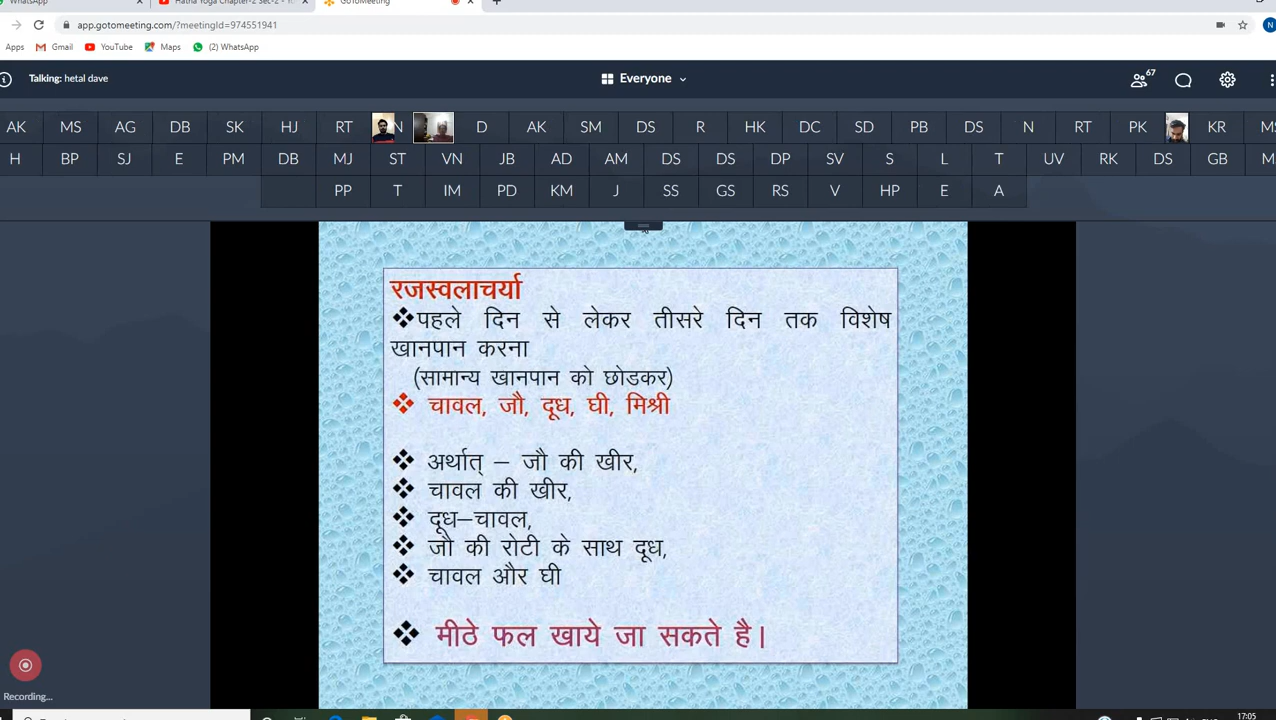 WhatsApp
Hatha Yoga Chapter-2 Sec-2 - Y
GoToMeeting
app.gotomeeting.com/?meetingId=974551941
Apps Gmail YouTube Maps (2) WhatsApp
Talking: hetal dave
Everyone
67
AK MS AG DB SK HJ RT N D AK SM DS R HK DC SD PB DS N RT PK KR
H BP SJ E PM DB MJ ST VN JB AD AM DS DS DP SV S L T UV RK DS GB
PP T IM PD KM J SS GS RS V HP E A
रजस्वलाचर्या
❖पहले दिन से लेकर तीसरे दिन तक विशेष
खानपान करना
(सामान्य खानपान को छोडकर)
❖ चावल, जौ, दूध, घी, मिश्री
❖ अर्थात् – जौ की खीर,
❖ चावल की खीर,
❖ दूध–चावल,
❖ जौ की रोटी के साथ दूध,
❖ चावल और घी
❖ मीठे फल खाये जा सकते है।
Recording...
17:05